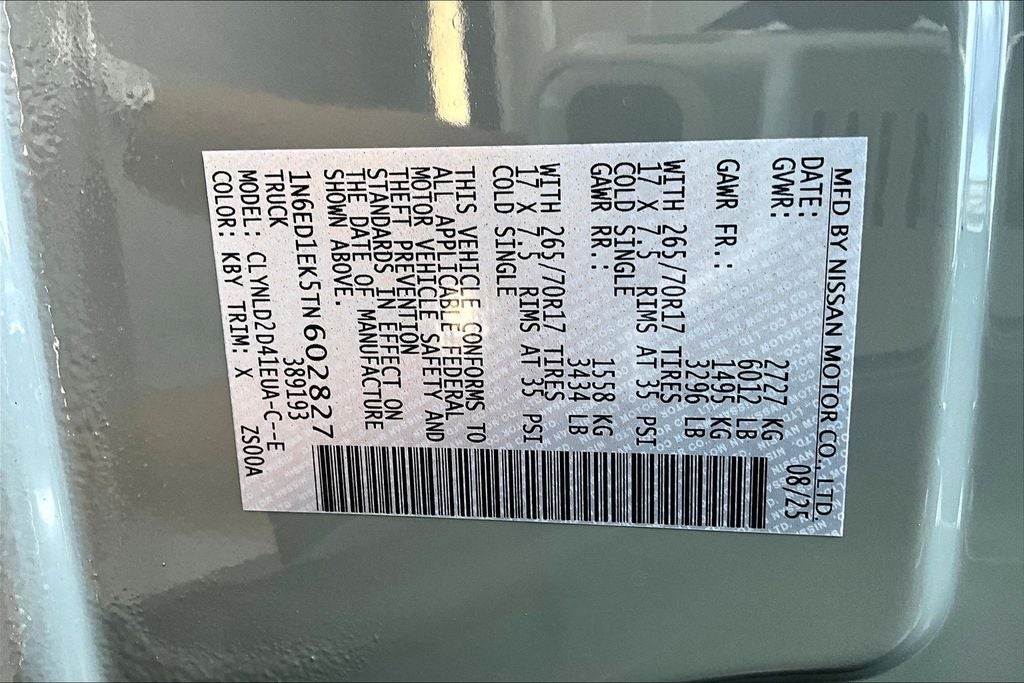 MFD BY NISSAN MOTOR CO., LTD.
DATE: 08/25
GVWR: 2727 KG
6012 LB
GAWR FR.: 1495 KG
3296 LB
WITH 265/70R17 TIRES
17 X 7.5 RIMS AT 35 PSI
COLD SINGLE
GAWR RR.: 1558 KG
3434 LB
WITH 265/70R17 TIRES
17 X 7.5 RIMS AT 35 PSI
COLD SINGLE
THIS VEHICLE CONFORMS TO
ALL APPLICABLE FEDERAL
MOTOR VEHICLE SAFETY AND
THEFT PREVENTION
STANDARDS IN EFFECT ON
THE DATE OF MANUFACTURE
SHOWN ABOVE.
1N6ED1EK5TN602827
TRUCK 389193
MODEL: CLYNLD2D41EUA-C--E
COLOR: KBY TRIM: X ZS00A